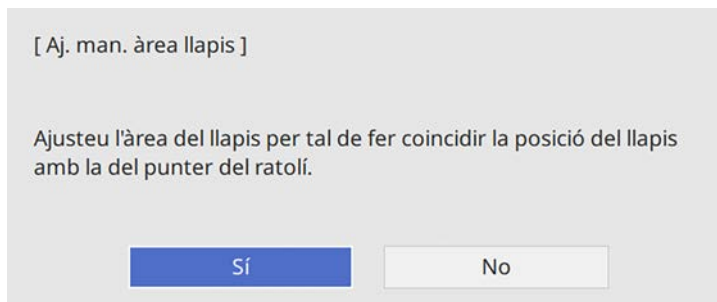 [ Aj. man. àrea llapis ]
Ajusteu l'àrea del llapis per tal de fer coincidir la posició del llapis
amb la del punter del ratolí.
Sí
No